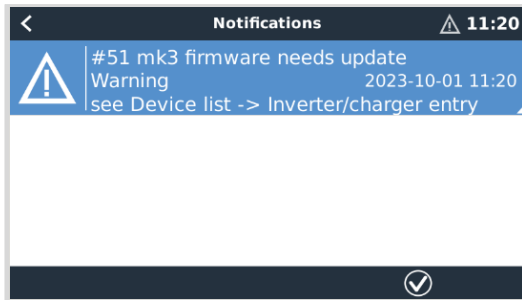 Notifications
11:20
#51 mk3 firmware needs update
Warning 2023-10-01 11:20
see Device list -> Inverter/charger entry